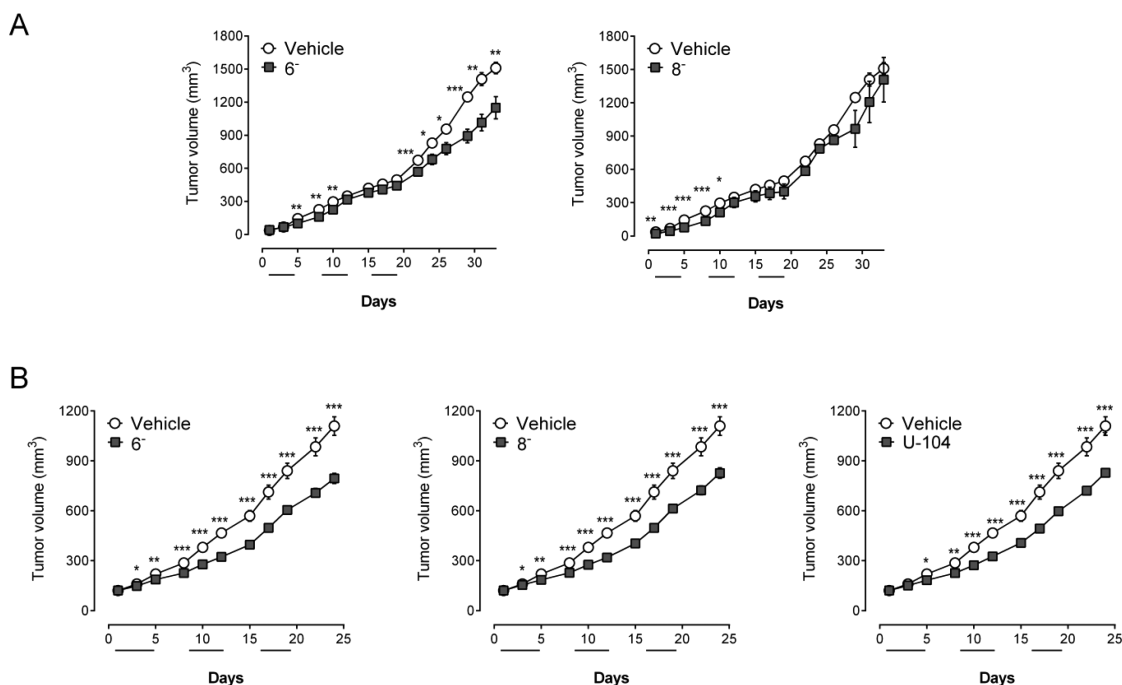 A
Tumor volume (mm³)
1800
1500
1200
900
600
300
0
Vehicle
6⁻
** ** ** ** *** * * *** ** **
0 5 10 15 20 25 30
Days
Tumor volume (mm³)
1800
1500
1200
900
600
300
0
Vehicle
8⁻
** *** *** *** *
0 5 10 15 20 25 30
Days
B
Tumor volume (mm³)
1200
900
600
300
0
Vehicle
6⁻
* ** *** *** *** *** *** *** *** ***
0 5 10 15 20 25
Days
Tumor volume (mm³)
1200
900
600
300
0
Vehicle
8⁻
* ** *** *** *** *** *** *** *** ***
0 5 10 15 20 25
Days
Tumor volume (mm³)
1200
900
600
300
0
Vehicle
U-104
* ** *** *** *** *** *** *** ***
0 5 10 15 20 25
Days